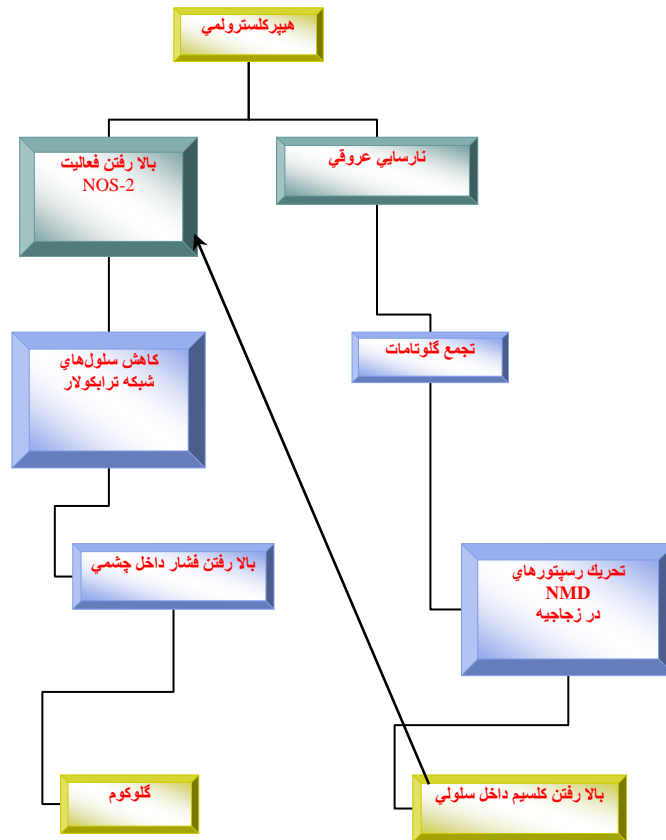 هيپركلسترولمي
نارسايي عروقي
بالا رفتن فعاليت
NOS-2
تجمع گلوتامات
كاهش سلول‌هاي
شبكه ترابكولار
تحريك رسپتورهاي
NMD
در زجاجيه
بالا رفتن فشار داخل چشمي
بالا رفتن كلسيم داخل سلولي
گلوكوم